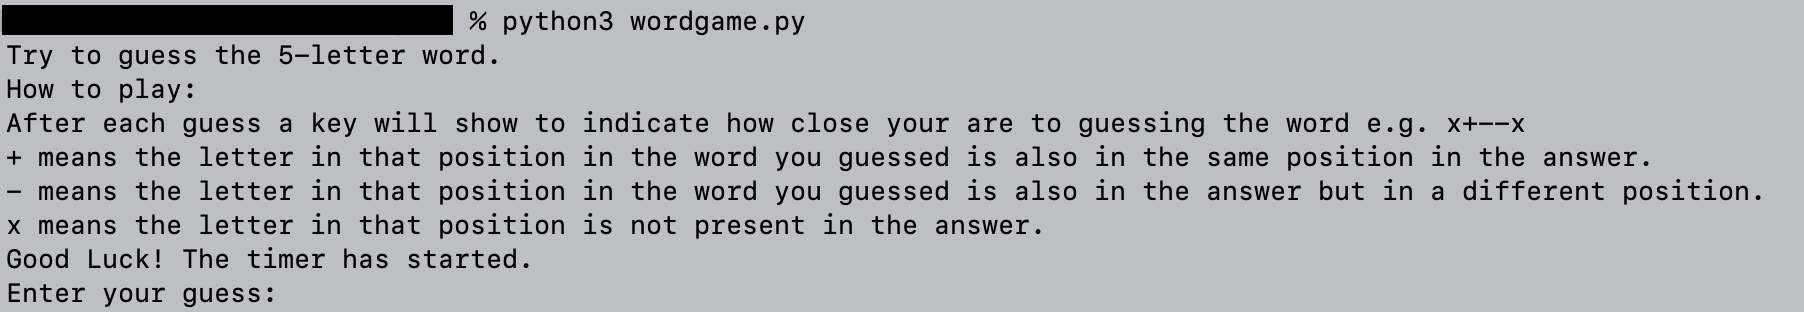 % python3 wordgame.py
Try to guess the 5-letter word.
How to play:
After each guess a key will show to indicate how close your are to guessing the word e.g. x+--x
+ means the letter in that position in the word you guessed is also in the same position in the answer.
- means the letter in that position in the word you guessed is also in the answer but in a different position.
x means the letter in that position is not present in the answer.
Good Luck! The timer has started.
Enter your guess: